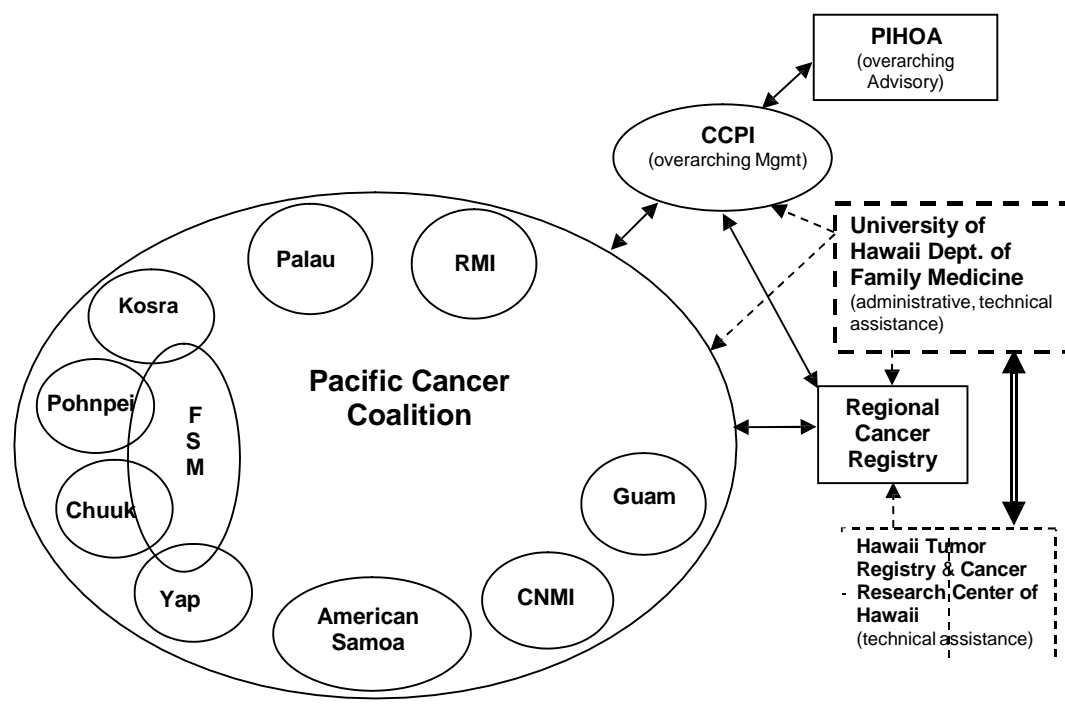 PIHOA
(overarching
Advisory)
CCPI
(overarching Mgmt)
University of
Hawaii Dept. of
Family Medicine
(administrative, technical
assistance)
Palau
RMI
Kosra
Pohnpei
F
S
M
Chuuk
Yap
Pacific Cancer
Coalition
American
Samoa
CNMI
Guam
Regional
Cancer
Registry
Hawaii Tumor
Registry & Cancer
Research Center of
Hawaii
(technical assistance)